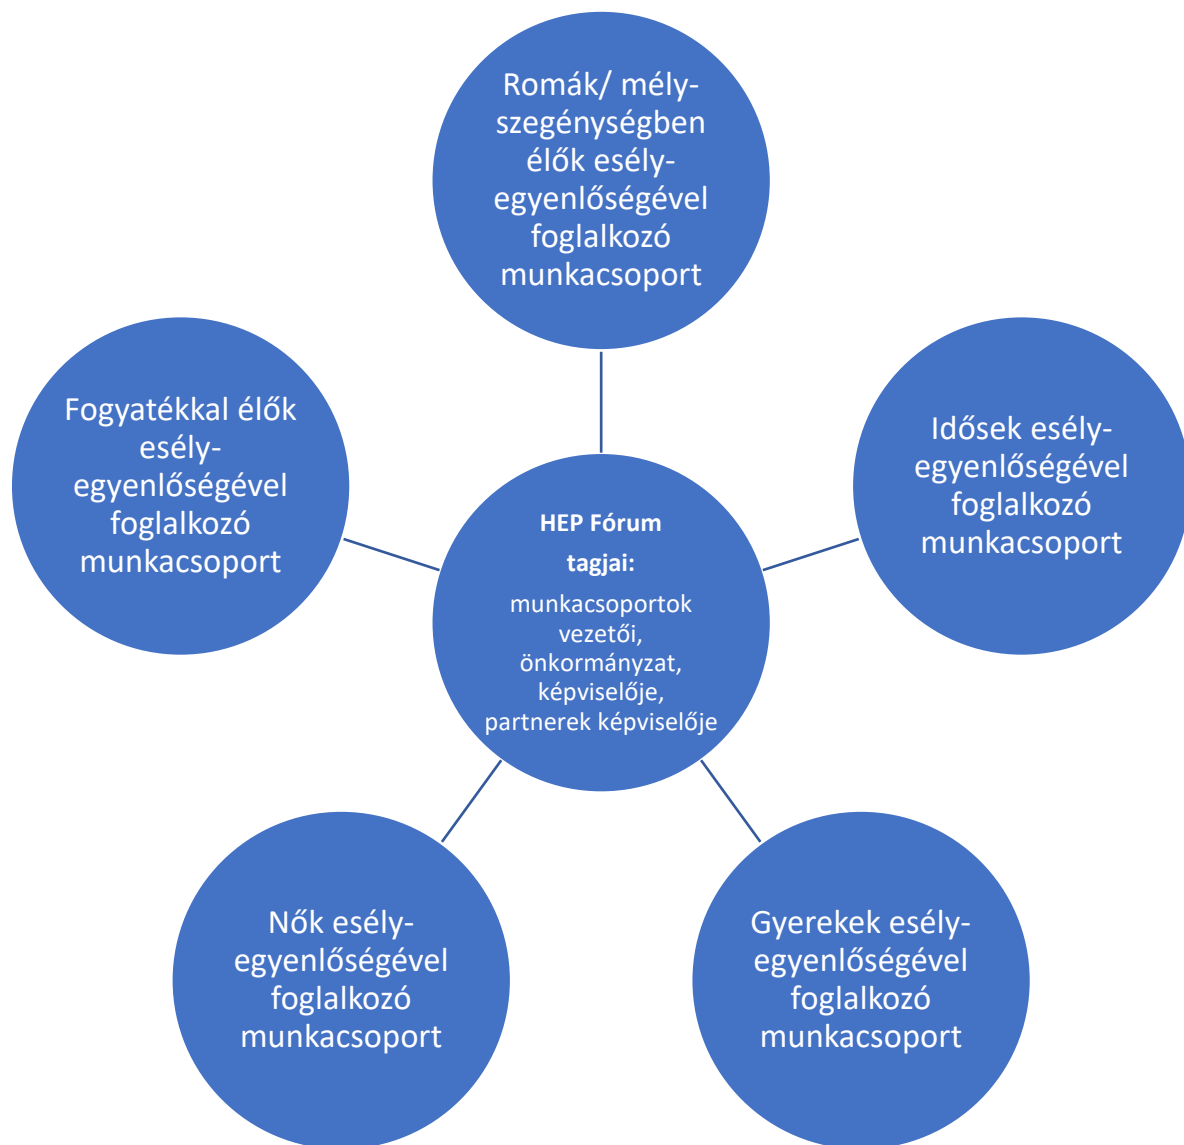 Romák/ mély-
szegénységben
élők esély-
egyenlőségével
foglalkozó
munkacsoport
Fogyatékkal élők
esély-
egyenlőségével
foglalkozó
munkacsoport
Idősek esély-
egyenlőségével
foglalkozó
munkacsoport
HEP Fórum
tagjai:
munkacsoportok
vezetői,
önkormányzat,
képviselője,
partnerek képviselője
Nők esély-
egyenlőségével
foglalkozó
munkacsoport
Gyerekek esély-
egyenlőségével
foglalkozó
munkacsoport